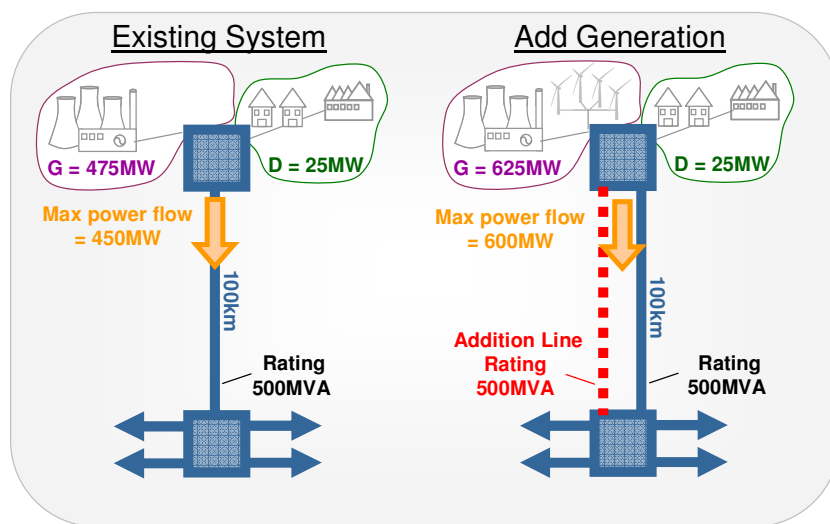 Existing System
G = 475MW
D = 25MW
Max power flow
= 450MW
100km
Rating
500MVA
Add Generation
G = 625MW
D = 25MW
Max power flow
= 600MW
100km
Addition Line
Rating
500MVA
Rating
500MVA